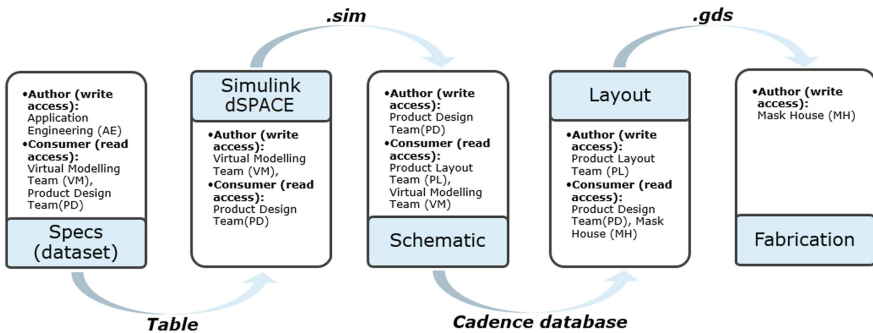 .sim
.gds
•Author (write
access):
Application
Engineering (AE)
•Consumer (read
access):
Virtual Modelling
Team (VM),
Product Design
Team(PD)
Specs
(dataset)
Simulink
dSPACE
•Author (write
access):
Virtual Modelling
Team (VM),
•Consumer (read
access):
Product Design
Team(PD)
•Author (write
access):
Product Design
Team(PD)
•Consumer (read
access):
Product Layout
Team (PL),
Virtual Modelling
Team (VM)
Schematic
Layout
•Author (write
access):
Product Layout
Team (PL)
•Consumer (read
access):
Product Design
Team(PD), Mask
House (MH)
•Author (write
access):
Mask House (MH)
Fabrication
Table
Cadence database